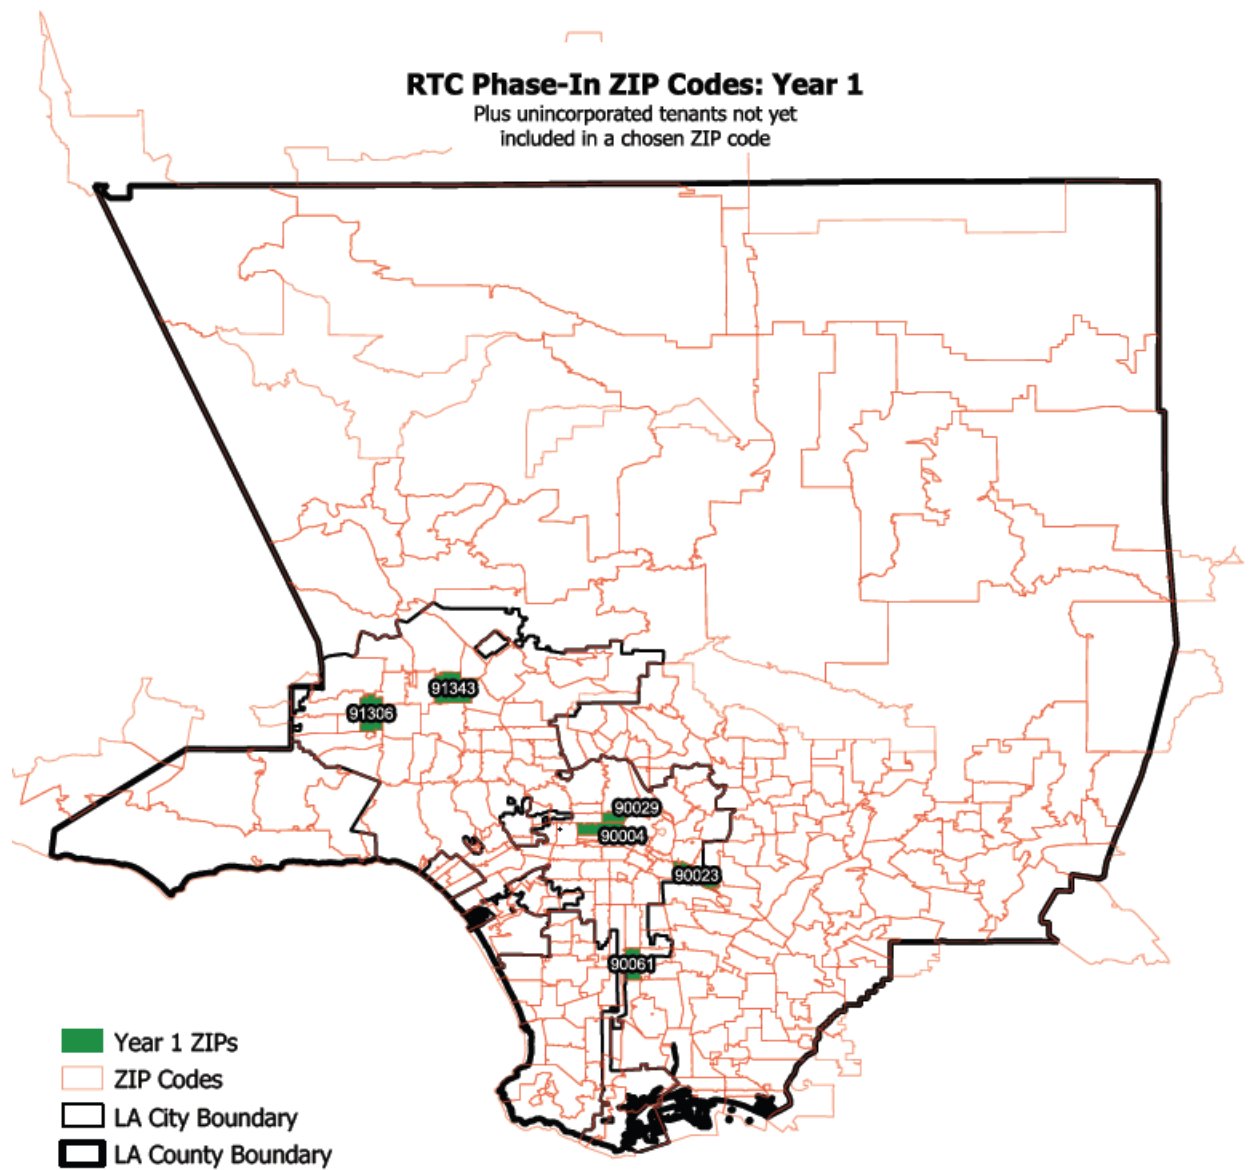 RTC Phase-In ZIP Codes: Year 1
Plus unincorporated tenants not yet
included in a chosen ZIP code
91343
91306
90029
90004
90023
90061
Year 1 ZIPs
ZIP Codes
LA City Boundary
LA County Boundary